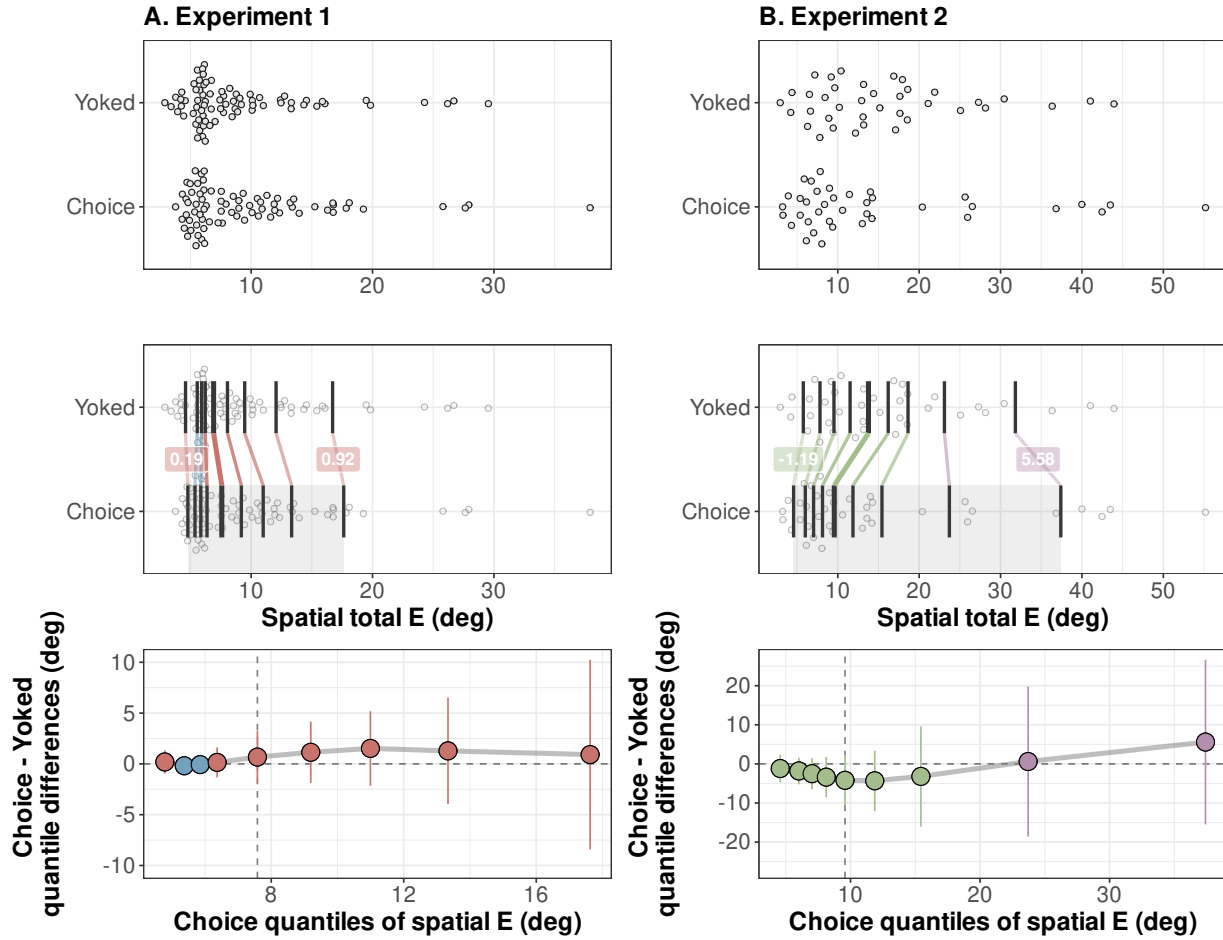 A. Experiment 1
Yoked
Choice
10
20
30
B. Experiment 2
Yoked
Choice
10
20
30
40
50
Yoked
Choice
0.19
0.92
10
20
30
Spatial total E (deg)
Yoked
Choice
-1.19
5.58
10
20
30
40
50
Spatial total E (deg)
Choice - Yoked
quantile differences (deg)
10
5
0
-5
-10
8
12
16
Choice quantiles of spatial E (deg)
Choice - Yoked
quantile differences (deg)
20
10
0
-10
-20
10
20
30
Choice quantiles of spatial E (deg)